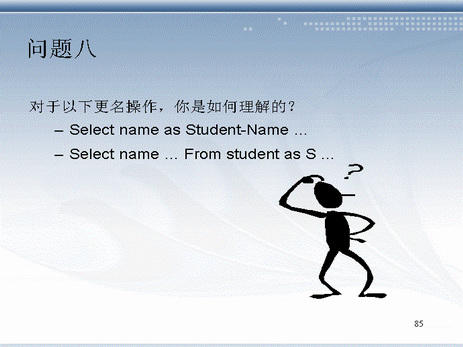 问题八
对于以下更名操作，你是如何理解的？
– Select name as Student-Name …
– Select name … From student as S …
?
85